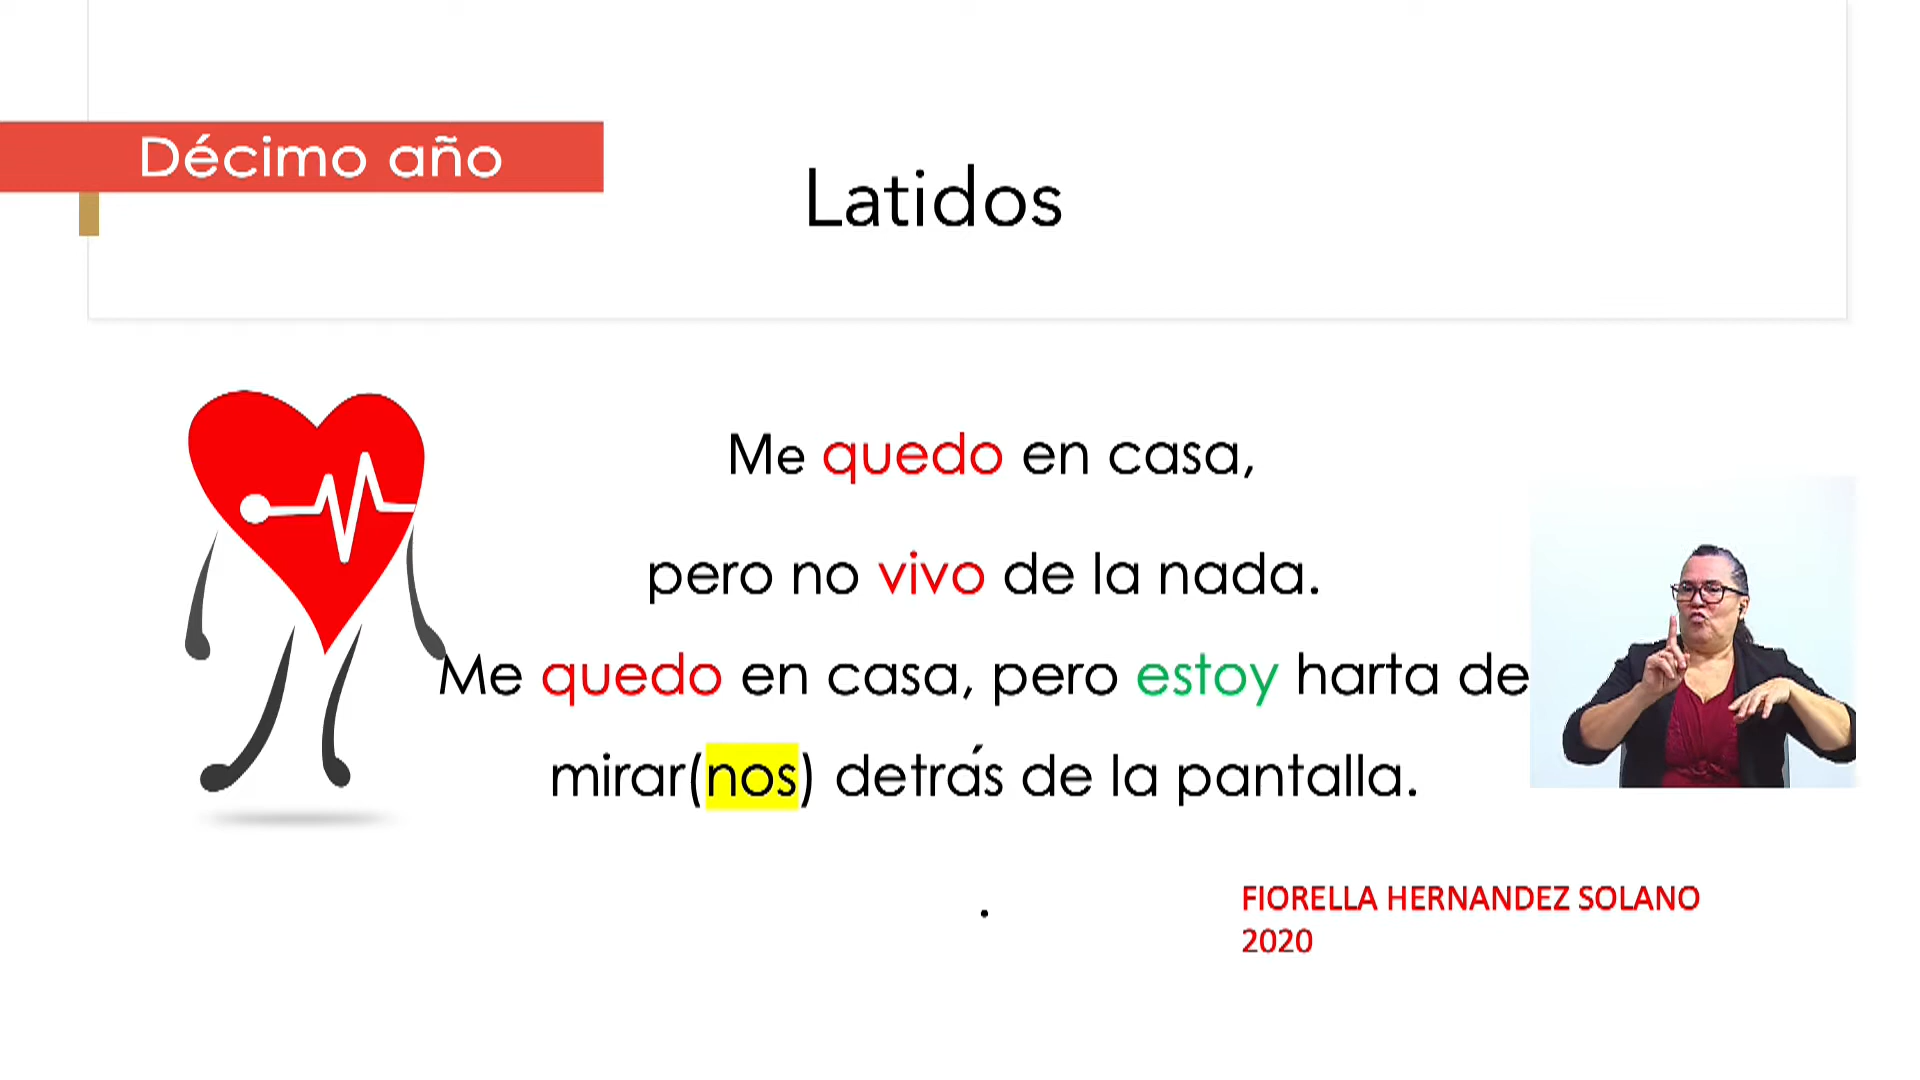 Décimo año
Latidos
Me quedo en casa,
pero no vivo de la nada.
Me quedo en casa, pero estoy harta de
mirar(nos) detrás de la pantalla.
.
FIORELLA HERNANDEZ SOLANO
2020